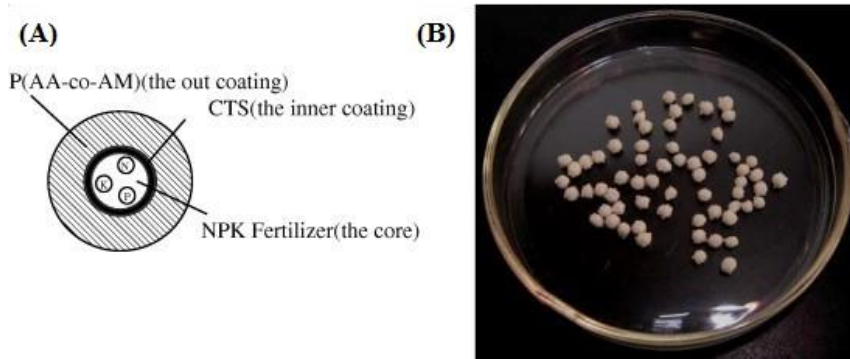 (A)
P(AA-co-AM)(the out coating)
CTS(the inner coating)
N
K
P
NPK Fertilizer(the core)
(B)